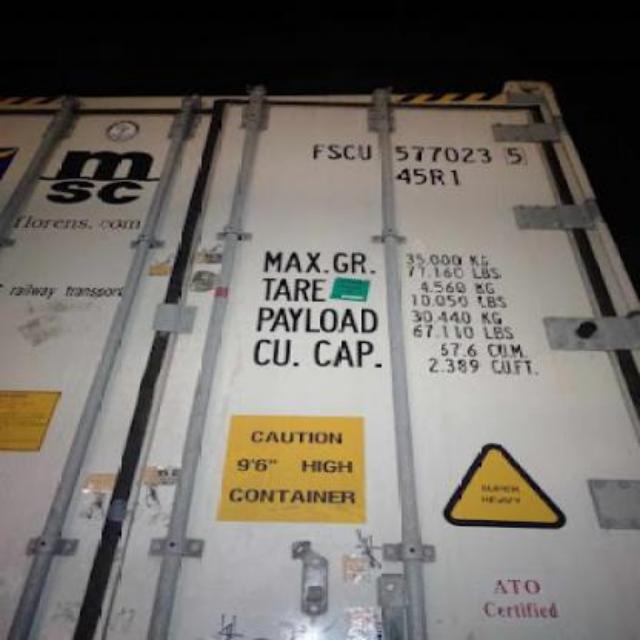 FSCU 577023 5
45R1
m
sc
florens.com
railway transport
MAX.GR. 35.000 KG
77.160 LBS
TARE 4.560 KG
10.050 LBS
PAYLOAD 30.440 KG
67.110 LBS
CU. CAP. 67.6 CU.M.
2.389 CU.FT.
CAUTION
9'6" HIGH
CONTAINER
SUPER
HEAVY
ATO
Certified